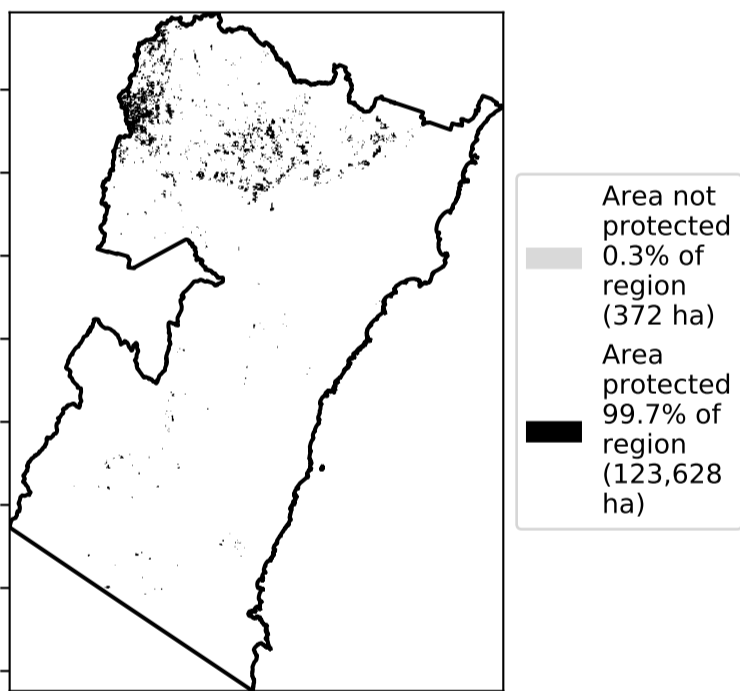 Area not
protected
0.3% of
region
(372 ha)
Area
protected
99.7% of
region
(123,628
ha)